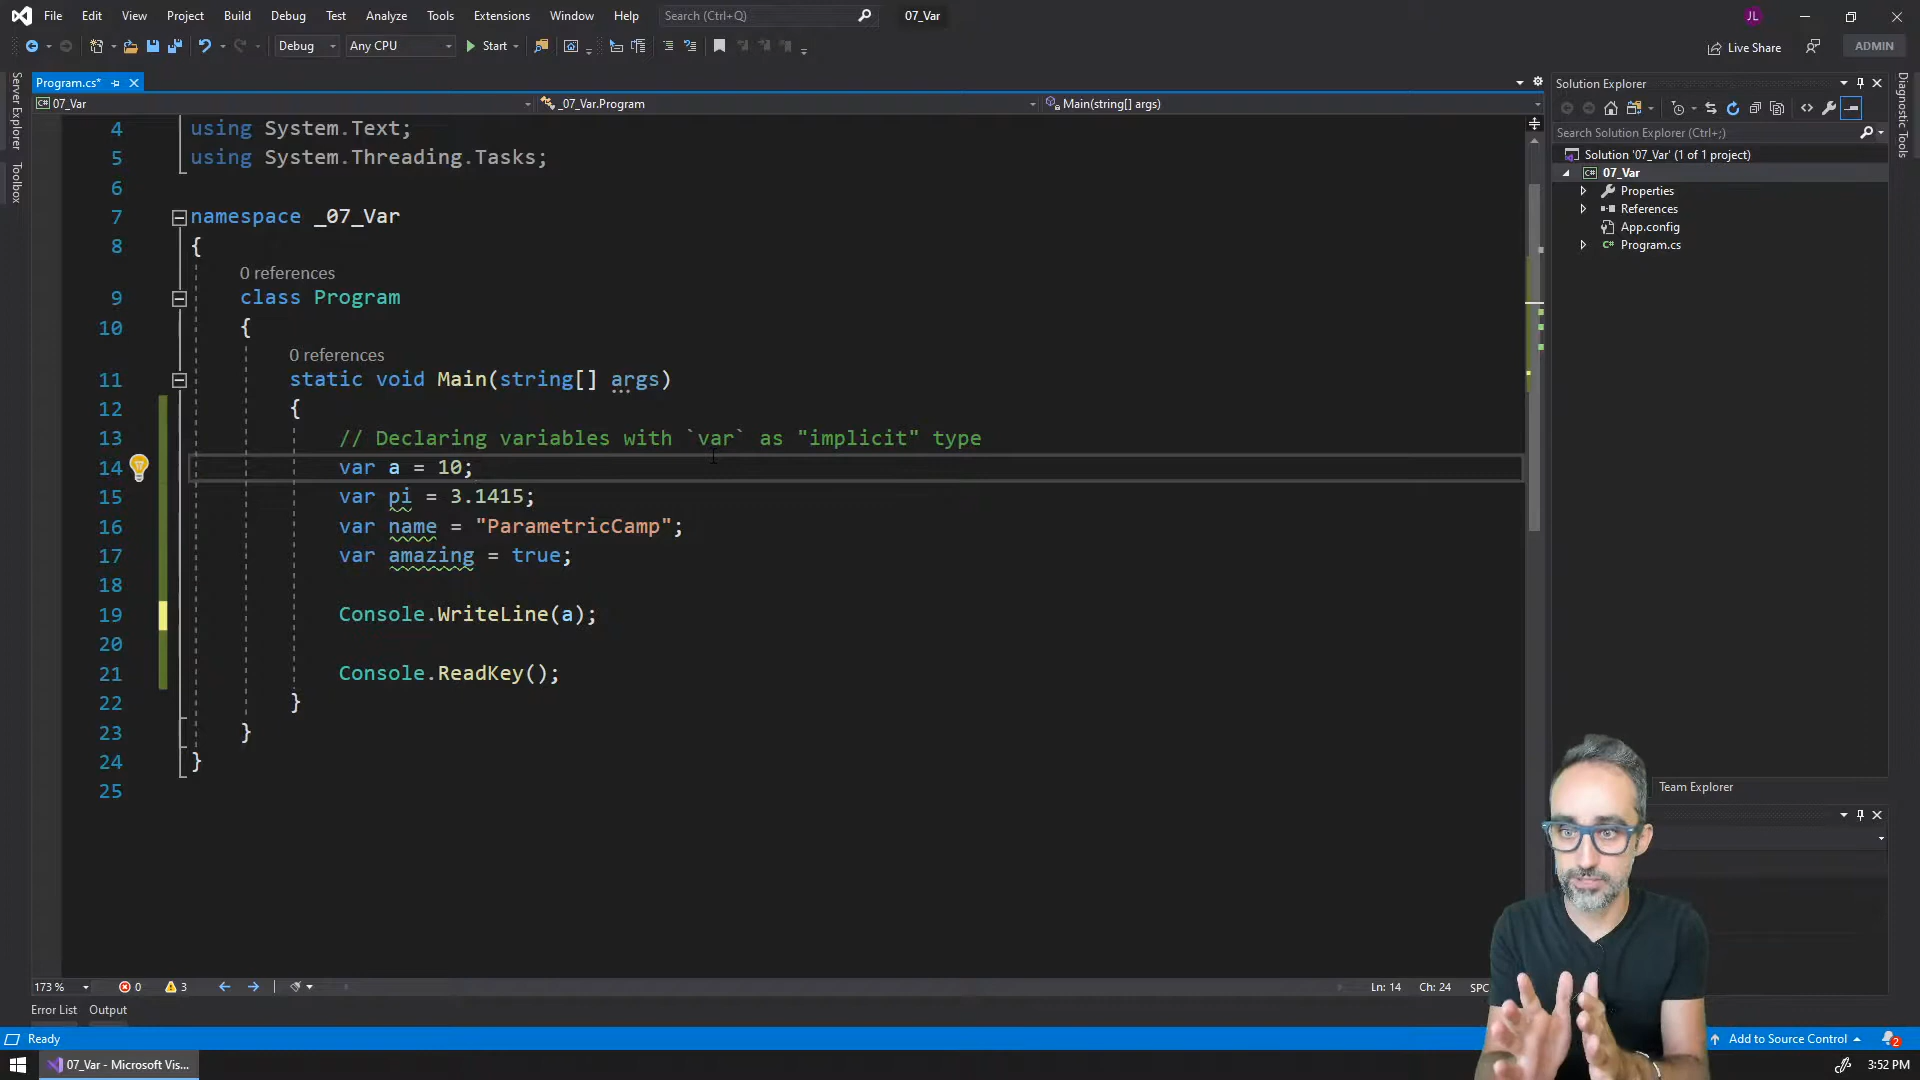 File Edit View Project Build Debug Test Analyze Tools Extensions Window Help Search (Ctrl+Q) 07_Var JL
Debug Any CPU Start Live Share ADMIN
Program.cs*
07_Var _07_Var.Program Main(string[] args)
Server Explorer
Toolbox
4 using System.Text;
5 using System.Threading.Tasks;
6
7 namespace _07_Var
8 {
0 references
9 class Program
10 {
0 references
11 static void Main(string[] args)
12 {
13 // Declaring variables with `var` as "implicit" type
14 var a = 10;
15 var pi = 3.1415;
16 var name = "ParametricCamp";
17 var amazing = true;
18
19 Console.WriteLine(a);
20
21 Console.ReadKey();
22 }
23 }
24 }
25
Solution Explorer
Search Solution Explorer (Ctrl+;)
Solution '07_Var' (1 of 1 project)
07_Var
Properties
References
App.config
Program.cs
Diagnostic Tools
Team Explorer
173 % 0 3 Ln: 14 Ch: 24 SPC
Error List Output
Ready Add to Source Control 2
07_Var - Microsoft Vis... 3:52 PM